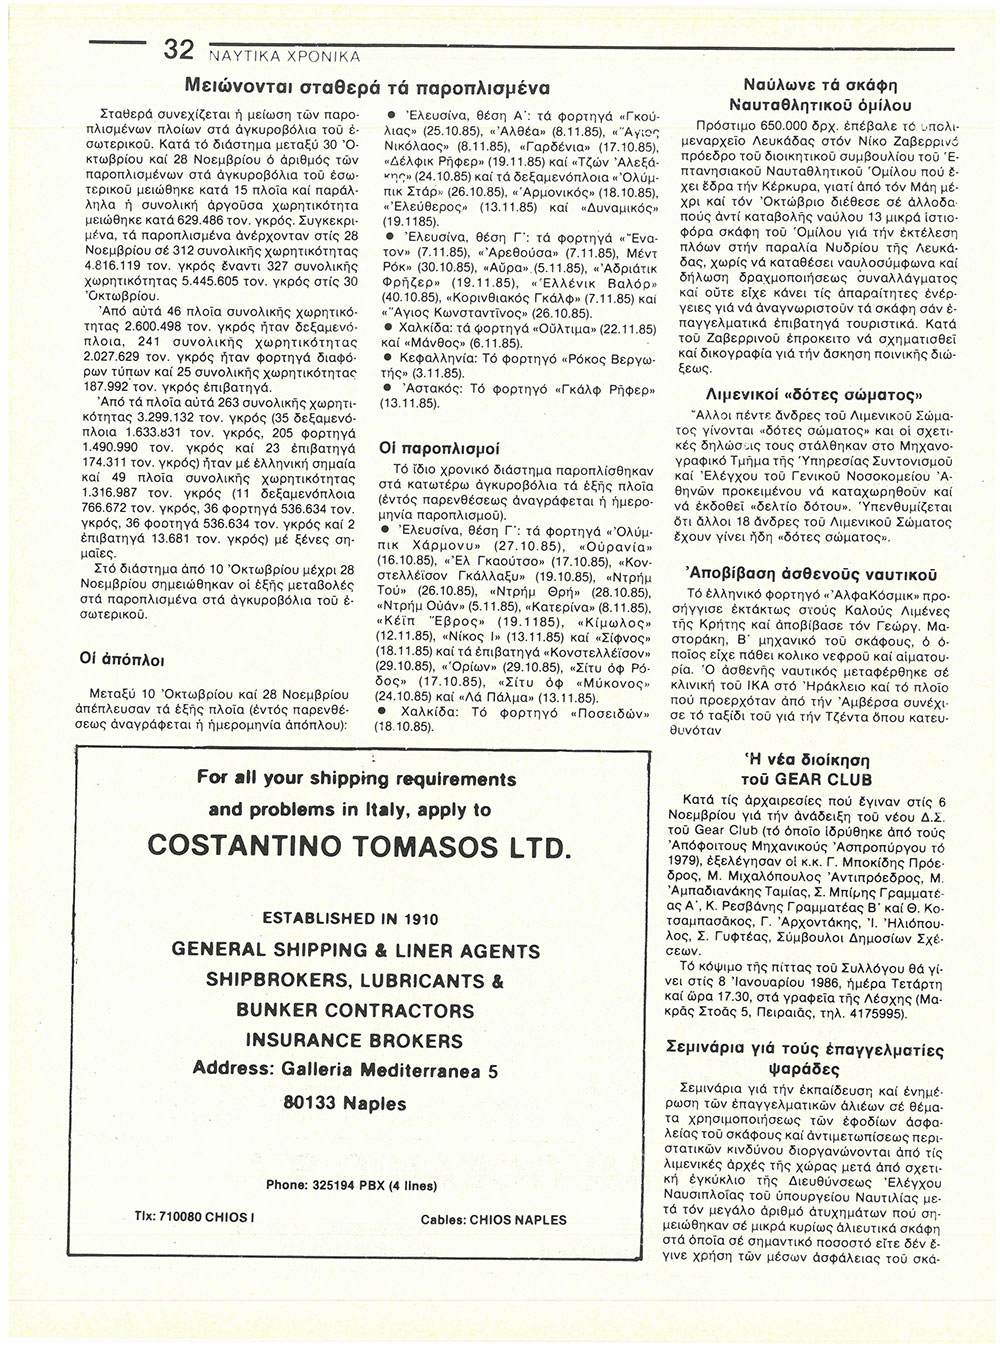 32 ΝΑΥΤΙΚΑ ΧΡΟΝΙΚΑ
Μειώνονται σταθερά τά παροπλισμένα
Σταθερά συνεχίζεται ἡ μείωση τῶν παρο-
πλισμένων πλοίων στά ἀγκυροβόλια τοῦ ἐ-
σωτερικοῦ. Κατά τό διάστημα μεταξύ 30 Ὀ-
κτωβρίου καί 28 Νοεμβρίου ὁ ἀριθμός τῶν
παροπλισμένων στά ἀγκυροβόλια τοῦ ἐσω-
τερικοῦ μειώθηκε κατά 15 πλοῖα καί παράλ-
ληλα ἡ συνολική ἀργοῦσα χωρητικότητα
μειώθηκε κατά 629.486 τον. γκρός. Συγκεκρι-
μένα, τά παροπλισμένα ἀνέρχονταν στίς 28
Νοεμβρίου σέ 312 συνολικῆς χωρητικότητας
4.816.119 τον. γκρός ἔναντι 327 συνολικῆς
χωρητικότητας 5.445.605 τον. γκρός στίς 30
Ὀκτωβρίου.
Ἀπό αὐτά 46 πλοῖα συνολικῆς χωρητικό-
τητας 2.600.498 τον. γκρός ἦταν δεξαμενό-
πλοια, 241 συνολικῆς χωρητικότητας
2.027.629 τον. γκρός ἦταν φορτηγά διαφό-
ρων τύπων καί 25 συνολικῆς χωρητικότητας
187.992 τον. γκρός ἐπιβατηγά.
Ἀπό τά πλοῖα αὐτά 263 συνολικῆς χωρητι-
κότητας 3.299.132 τον. γκρός (35 δεξαμενό-
πλοια 1.633.831 τον. γκρός, 205 φορτηγά
1.490.990 τον. γκρός καί 23 ἐπιβατηγά
174.311 τον. γκρός) ἦταν μέ ἑλληνική σημαία
καί 49 πλοῖα συνολικῆς χωρητικότητας
1.316.987 τον. γκρός (11 δεξαμενόπλοια
766.672 τον. γκρός, 36 φορτηγά 536.634 τον.
γκρός, 36 φοοτηγά 536.634 τον. γκρός καί 2
ἐπιβατηγά 13.681 τον. γκρός) μέ ξένες ση-
μαῖες.
Στό διάστημα ἀπό 10 Ὀκτωβρίου μέχρι 28
Νοεμβρίου σημειώθηκαν οἱ ἑξῆς μεταβολές
στά παροπλισμένα στά ἀγκυροβόλια τοῦ ἐ-
σωτερικοῦ.
Οἱ ἀπόπλοι
Μεταξύ 10 Ὀκτωβρίου καί 28 Νοεμβρίου
ἀπέπλευσαν τά ἑξῆς πλοῖα (ἐντός παρενθέ-
σεως ἀναγράφεται ἡ ἡμερομηνία ἀπόπλου):
● Ἐλευσίνα, θέση Α΄: τά φορτηγά «Γκού-
λιας» (25.10.85), «Ἀλθέα» (8.11.85), «Ἅγιος
Νικόλαος» (8.11.85), «Γαρδένια» (17.10.85),
«Δέλφικ Ρῆφερ» (19.11.85) καί «Τζών Ἀλεξά-
κης» (24.10.85) καί τά δεξαμενόπλοια «Ὀλύμ-
πικ Στάρ» (26.10.85), «Ἁρμονικός» (18.10.85),
«Ἐλεύθερος» (13.11.85) καί «Δυναμικός»
(19.1185).
● Ἐλευσίνα, θέση Γ΄: τά φορτηγά «Ἕνα-
τον» (7.11.85), «Ἀρεθούσα» (7.11.85), Μέντ
Ρόκ» (30.10.85), «Αὔρα» (5.11.85), «Ἀδριάτικ
Φρῆζερ» (19.11.85), «Ἑλλένικ Βαλόρ»
(40.10.85), «Κορινθιακός Γκάλφ» (7.11.85) καί
«Ἅγιος Κωνσταντῖνος» (26.10.85).
● Χαλκίδα: τά φορτηγά «Οὔλτιμα» (22.11.85)
καί «Μάνθος» (6.11.85).
● Κεφαλληνία: Τό φορτηγό «Ρόκος Βεργω-
τής» (3.11.85).
● Ἀστακός: Τό φορτηγό «Γκάλφ Ρῆφερ»
(13.11.85).
Οἱ παροπλισμοί
Τό ἴδιο χρονικό διάστημα παροπλίσθηκαν
στά κατωτέρω ἀγκυροβόλια τά ἑξῆς πλοῖα
(ἐντός παρενθέσεως ἀναγράφεται ἡ ἡμερο-
μηνία παροπλισμοῦ).
● Ἐλευσίνα, θέση Γ΄: τά φορτηγά «Ὀλύμ-
πικ Χάρμονυ» (27.10.85), «Οὐρανία»
(16.10.85), «Ἐλ Γκαούτσο» (17.10.85), «Κον-
στελλέϊσον Γκάλλαξυ» (19.10.85), «Ντρήμ
Τού» (26.10.85), «Ντρήμ Θρή» (28.10.85),
«Ντρήμ Οὐάν» (5.11.85), «Κατερίνα» (8.11.85),
«Κέϊπ Ἔβρος» (19.1185), «Κίμωλος»
(12.11.85), «Νίκος Ι» (13.11.85) καί «Σίφνος»
(18.11.85) καί τά ἐπιβατηγά «Κονστελλέϊσον»
(29.10.85), «Ὁρίων» (29.10.85), «Σίτυ ὄφ Ρό-
δος» (17.10.85), «Σίτυ ὄφ «Μύκονος»
(24.10.85) καί «Λά Πάλμα» (13.11.85).
● Χαλκίδα: Τό φορτηγό «Ποσειδών»
(18.10.85).
Ναύλωνε τά σκάφη
Ναυταθλητικοῦ ὁμίλου
Πρόστιμο 650.000 δρχ. ἐπέβαλε τό ὑπολι-
μεναρχεῖο Λευκάδας στόν Νίκο Ζαβερρινό
πρόεδρο τοῦ διοικητικοῦ συμβουλίου τοῦ Ἑ-
πτανησιακοῦ Ναυταθλητικοῦ Ὁμίλου πού ἔ-
χει ἕδρα τήν Κέρκυρα, γιατί ἀπό τόν Μάη μέ-
χρι καί τόν Ὀκτώβριο διέθεσε σέ ἀλλοδα-
πούς ἀντί καταβολῆς ναύλου 13 μικρά ἱστιο-
φόρα σκάφη τοῦ Ὁμίλου γιά τήν ἐκτέλεση
πλόων στήν παραλία Νυδρίου τῆς Λευκά-
δας, χωρίς νά καταθέσει ναυλοσύμφωνα καί
δήλωση δραχμοποιήσεως συναλλάγματος
καί οὔτε εἶχε κάνει τίς ἀπαραίτητες ἐνέρ-
γειες γιά νά ἀναγνωριστοῦν τά σκάφη σάν ἐ-
παγγελματικά ἐπιβατηγά τουριστικά. Κατά
τοῦ Ζαβερρινοῦ ἐπροκειτο νά σχηματισθεῖ
καί δικογραφία γιά τήν ἄσκηση ποινικῆς διώ-
ξεως.
Λιμενικοί «δότες σώματος»
Ἄλλοι πέντε ἄνδρες τοῦ Λιμενικοῦ Σώμα-
τος γίνονται «δότες σώματος» και οἱ σχετι-
κές δηλώσεις τους στάλθηκαν στο Μηχανο-
γραφικό Τμῆμα τῆς Ὑπηρεσίας Συντονισμοῦ
καί Ἐλέγχου τοῦ Γενικοῦ Νοσοκομείου Ἀ-
θηνῶν προκειμένου νά καταχωρηθοῦν καί
νά ἐκδοθεῖ «δελτίο δότου». Ὑπενθυμίζεται
ὅτι ἄλλοι 18 ἄνδρες τοῦ Λιμενικοῦ Σώματος
ἔχουν γίνει ἤδη «δότες σώματος».
Ἀποβίβαση ἀσθενοῦς ναυτικοῦ
Τό ἑλληνικό φορτηγό «ἈλφαΚόσμικ» προ-
σήγγισε ἐκτάκτως στούς Καλούς Λιμένες
τῆς Κρήτης καί ἀποβίβασε τόν Γεώργ. Μα-
στοράκη, Β΄ μηχανικό τοῦ σκάφους, ὁ ὁ-
ποῖος εἶχε πάθει κολικο νεφροῦ καί αἱματου-
ρία. Ὁ ἀσθενής ναυτικός μεταφέρθηκε σέ
κλινική τοῦ ΙΚΑ στό Ἡράκλειο καί τό πλοῖο
πού προερχόταν ἀπό τήν Ἀμβέρσα συνέχι-
σε τό ταξίδι τοῦ γιά τήν Τζέντα ὅπου κατευ-
θυνόταν
Ἡ νέα διοίκηση
τοῦ GEAR CLUB
Κατά τίς ἀρχαιρεσίες πού ἔγιναν στίς 6
Νοεμβρίου γιά τήν ἀνάδειξη τοῦ νέου Δ.Σ.
τοῦ Gear Club (τό ὁποῖο ἱδρύθηκε ἀπό τούς
Ἀπόφοιτους Μηχανικούς Ἀσπροπύργου τό
1979), ἐξελέγησαν οἱ κ.κ. Γ. Μποκίδης Πρόε-
δρος, Μ. Μιχαλόπουλος Ἀντιπρόεδρος, Μ.
Ἀμπαδιανάκης Ταμίας, Σ. Μπίμης Γραμματέ-
ας Α΄, Κ. Ρεσβάνης Γραμματέας Β΄ καί Θ. Κο-
τσαμπασᾶκος, Γ. Ἀρχοντάκης, Ἰ. Ἠλιόπου-
λος, Σ. Γυφτέας, Σύμβουλοι Δημοσίων Σχέ-
σεων.
Τό κόψιμο τῆς πίττας τοῦ Συλλόγου θά γί-
νει στίς 8 Ἰανουαρίου 1986, ἡμέρα Τετάρτη
καί ὥρα 17.30, στά γραφεῖα τῆς Λέσχης (Μα-
κρᾶς Στοᾶς 5, Πειραιᾶς, τηλ. 4175995).
Σεμινάρια γιά τούς ἐπαγγελματίες
ψαράδες
Σεμινάρια γιά τήν ἐκπαίδευση καί ἐνημέ-
ρωση τῶν ἐπαγγελματικῶν ἁλιέων σέ θέμα-
τα χρησιμοποιήσεως τῶν ἐφοδίων ἀσφα-
λείας τοῦ σκάφους καί ἀντιμετωπίσεως περι-
στατικῶν κινδύνου διοργανώνονται ἀπό τίς
λιμενικές ἀρχές τῆς χώρας μετά ἀπό σχετι-
κή ἐγκύκλιο τῆς Διευθύνσεως Ἐλέγχου
Ναυσιπλοΐας τοῦ ὑπουργείου Ναυτιλίας με-
τά τόν μεγάλο ἀριθμό ἀτυχημάτων πού ση-
μειώθηκαν σέ μικρά κυρίως ἁλιευτικά σκάφη
στά ὁποῖα σέ σημαντικό ποσοστό εἴτε δέν ἔ-
γινε χρήση τῶν μέσων ἀσφάλειας τοῦ σκά-
For all your shipping requirements
and problems in Italy, apply to
COSTANTINO TOMASOS LTD.
ESTABLISHED IN 1910
GENERAL SHIPPING & LINER AGENTS
SHIPBROKERS, LUBRICANTS &
BUNKER CONTRACTORS
INSURANCE BROKERS
Address: Galleria Mediterranea 5
80133 Naples
Phone: 325194 PBX (4 lines)
Tlx: 710080 CHIOS I
Cables: CHIOS NAPLES